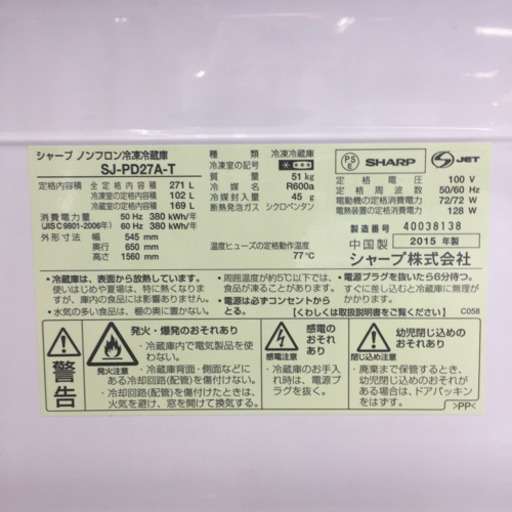 シャープ ノンフロン冷凍冷蔵庫
SJ-PD27A-T
定格内容積 全定格内容積 271 L
冷凍室の定格内容積 102 L
冷蔵室の定格内容積 169 L
消費電力量 50 Hz 380 kWh/年
(JIS C 9801-2006年) 60 Hz 380 kWh/年
外形寸法 幅 545 mm
奥行 650 mm
高さ 1560 mm
種類 冷凍冷蔵庫
冷凍室の記号
質量 51 kg
冷媒名 R600a
冷媒封入量 45 g
断熱発泡ガス シクロペンタン
温度ヒューズの定格動作温度
77 ℃
PS
E
SHARP
JET
定格電圧 100 V
定格周波数 50/60 Hz
電動機の定格消費電力 72/72 W
電熱装置の定格消費電力 128 W
製造番号 40038138
中国製 2015 年製
シャープ株式会社
・冷蔵庫は、表面から放熱しています。
使いはじめや夏場は、特に熱くなりま
すが、庫内の食品には影響ありません。
・水気の多い食品は、棚の奥に置かない。
・周囲温度が約5℃以下では、
食品が凍ることがあります。
・電源は必ずコンセントから
とる。
・電源プラグを抜いたら6分待つ。
すぐに差し込むと冷蔵庫に無理が
かかります。
【くわしくは取扱説明書をご覧ください】 C058
警告
発火・爆発のおそれあり
発火注意
・冷蔵庫内で電気製品を使
わない。
・冷蔵庫背面・側面などに
ある冷却回路(配管)を傷付けない。
・冷却回路(配管)を傷付けたときは、
火気を避け、窓を開けて換気する。
感電の
おそれあり
感電注意
・冷蔵庫のお手
入れ時は、電源プ
ラグを抜く。
幼児閉じ込めの
おそれあり
閉じ込め注意
・廃棄まで保管するとき、
幼児閉じ込めのおそれが
ある場合は、ドアパッキン
をはずす。
>PP<